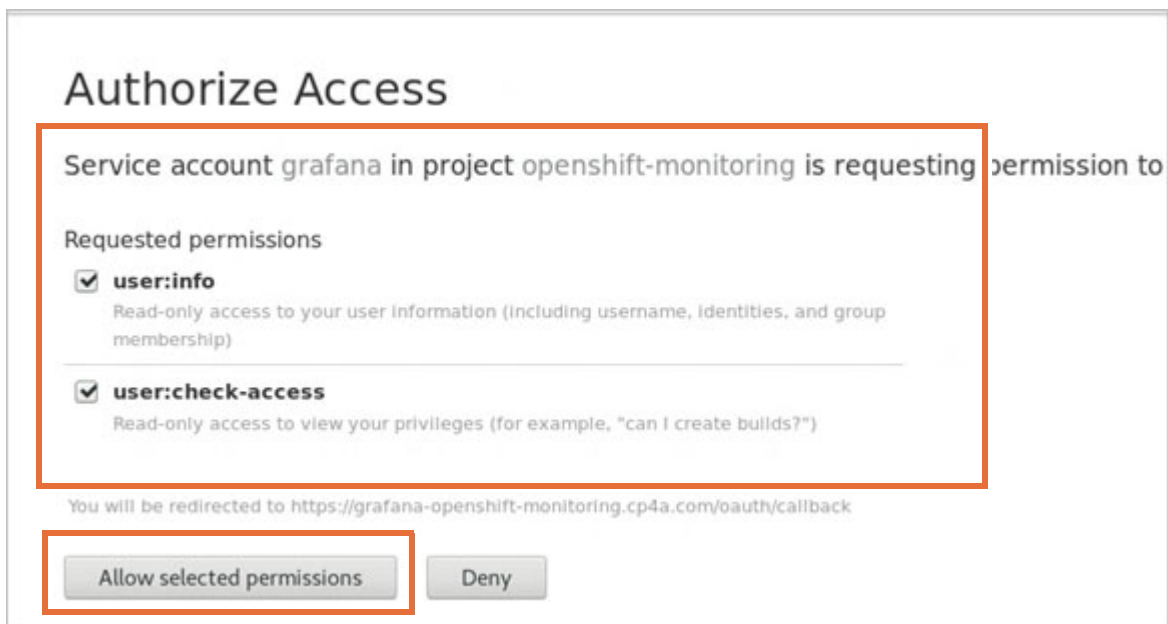 Authorize Access
Service account grafana in project openshift-monitoring is requesting permission to
Requested permissions
user:info
Read-only access to your user information (including username, identities, and group
membership)
user:check-access
Read-only access to view your privileges (for example, "can I create builds?")
You will be redirected to https://grafana-openshift-monitoring.cp4a.com/oauth/callback
Allow selected permissions Deny